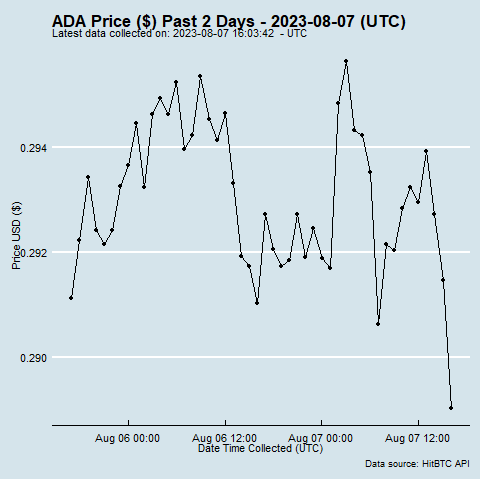 ADA Price ($) Past 2 Days - 2023-08-07 (UTC)
Latest data collected on: 2023-08-07 16:03:42 - UTC
0.294
0.292
0.290
Price USD ($)
Aug 06 00:00 Aug 06 12:00 Aug 07 00:00 Aug 07 12:00
Date Time Collected (UTC)
Data source: HitBTC API